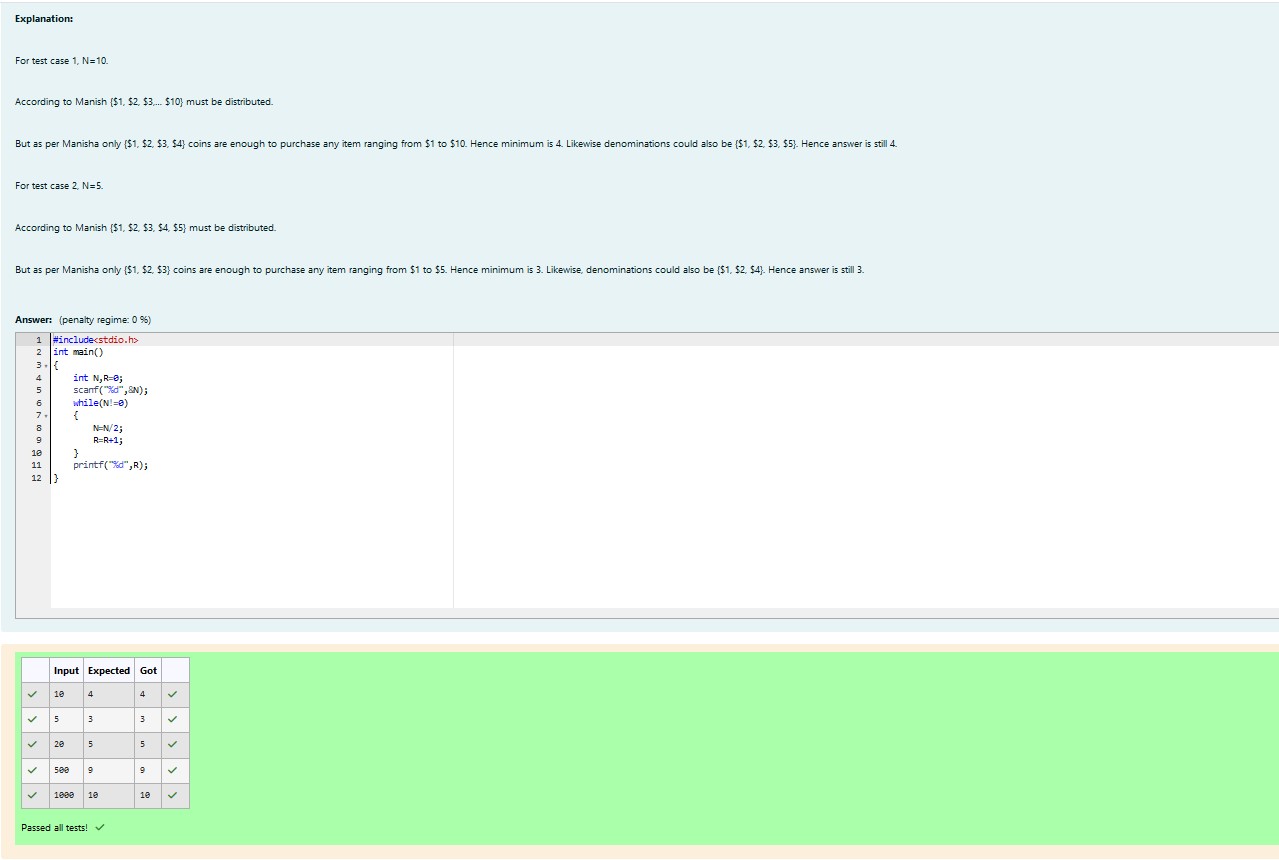 Explanation:
For test case 1, N=10.
According to Manish {$1, $2, $3,... $10} must be distributed.
But as per Manisha only {$1, $2, $3, $4} coins are enough to purchase any item ranging from $1 to $10. Hence minimum is 4. Likewise denominations could also be {$1, $2, $3, $5}. Hence answer is still 4.
For test case 2, N=5.
According to Manish {$1, $2, $3, $4, $5} must be distributed.
But as per Manisha only {$1, $2, $3} coins are enough to purchase any item ranging from $1 to $5. Hence minimum is 3. Likewise, denominations could also be {$1, $2, $4}. Hence answer is still 3.
Answer: (penalty regime: 0 %)
1 #include<stdio.h>
2 int main()
3 {
4 int N,R=0;
5 scanf("%d",&N);
6 while(N!=0)
7 {
8 N=N/2;
9 R=R+1;
10 }
11 printf("%d",R);
12 }
Input Expected Got
10 4 4
5 3 3
20 5 5
500 9 9
1000 10 10
Passed all tests!